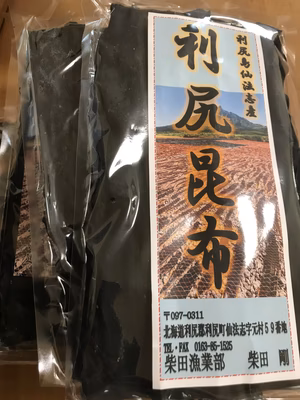 利尻島仙法志産
利尻昆布
〒097-0311
北海道利尻郡利尻町仙法志字元村59番地
TEL・FAX 0163-85-1525
柴田漁業部 柴田 剛